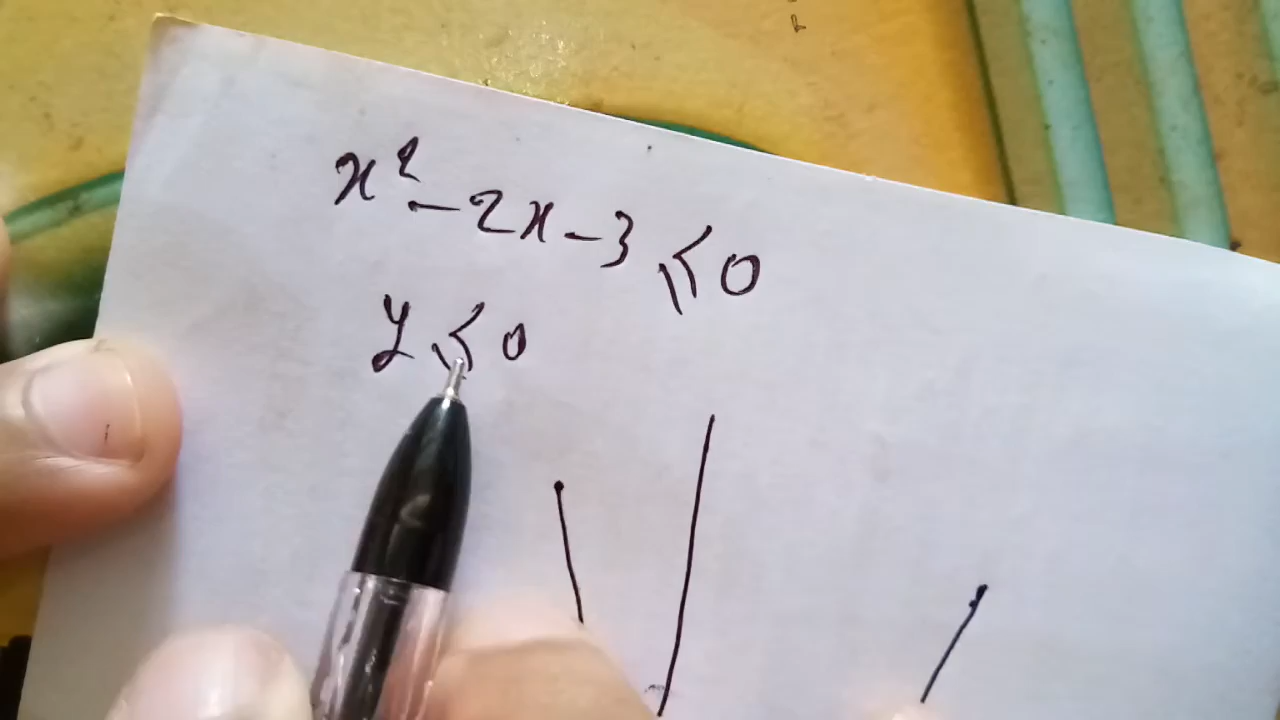 x² - 2x - 3 ⩽ 0
y ⩽ 0